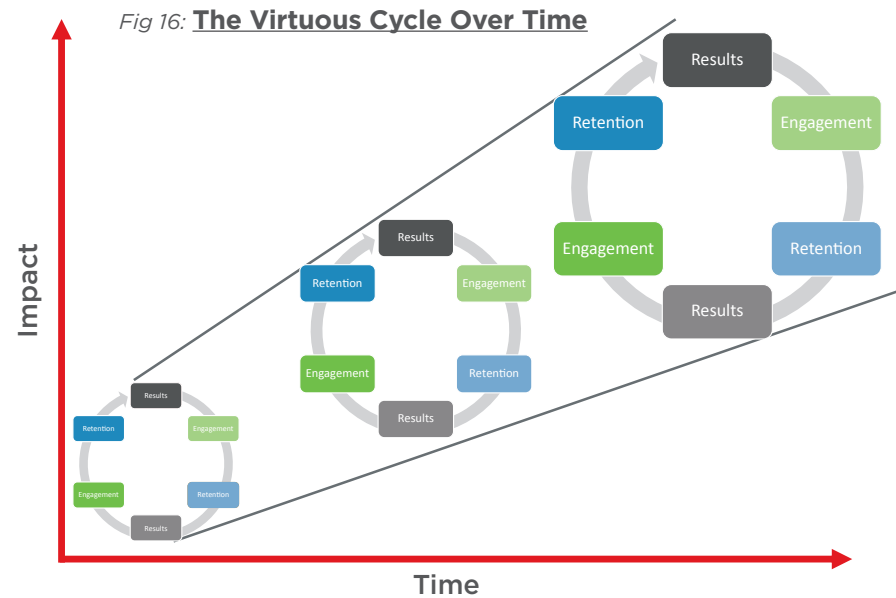 Fig 16: The Virtuous Cycle Over Time
Impact
Results
Engagement
Retention
Results
Engagement
Retention
Results
Engagement
Retention
Results
Engagement
Retention
Results
Engagement
Retention
Results
Engagement
Retention
Time